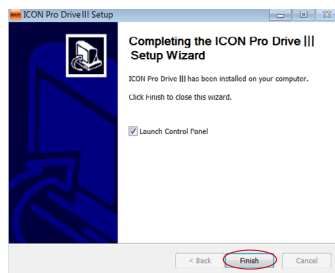 ICON Pro Drive III Setup
Completing the ICON Pro Drive |||
Setup Wizard
ICON Pro Drive ||| has been installed on your computer.
Click Finish to close this wizard.
Launch Control Panel
< Back
Finish
Cancel